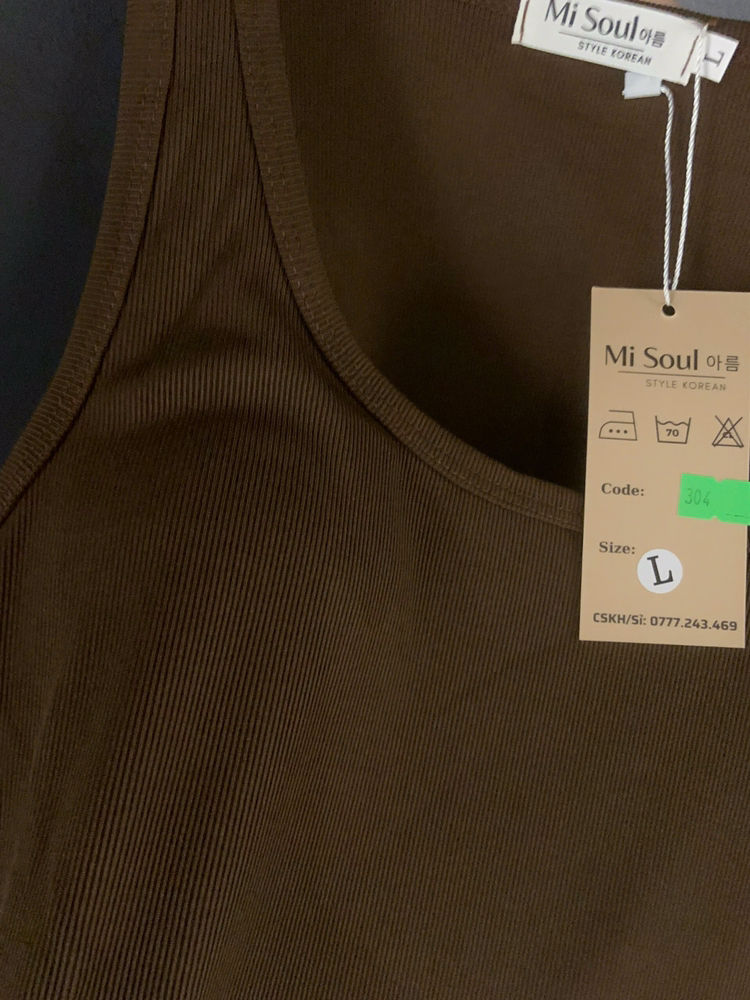 Mi Soul 아름
STYLE KOREAN
L
Mi Soul 아름
STYLE KOREAN
70
Code: 304
Size: L
CSKH/Sỉ: 0777.243.469